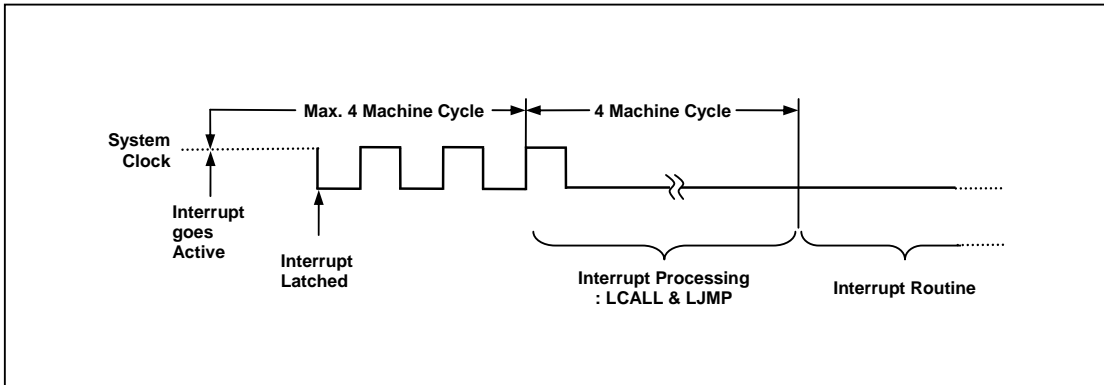 Max. 4 Machine Cycle
4 Machine Cycle
System
Clock
Interrupt
goes
Active
Interrupt
Latched
Interrupt Processing
: LCALL & LJMP
Interrupt Routine